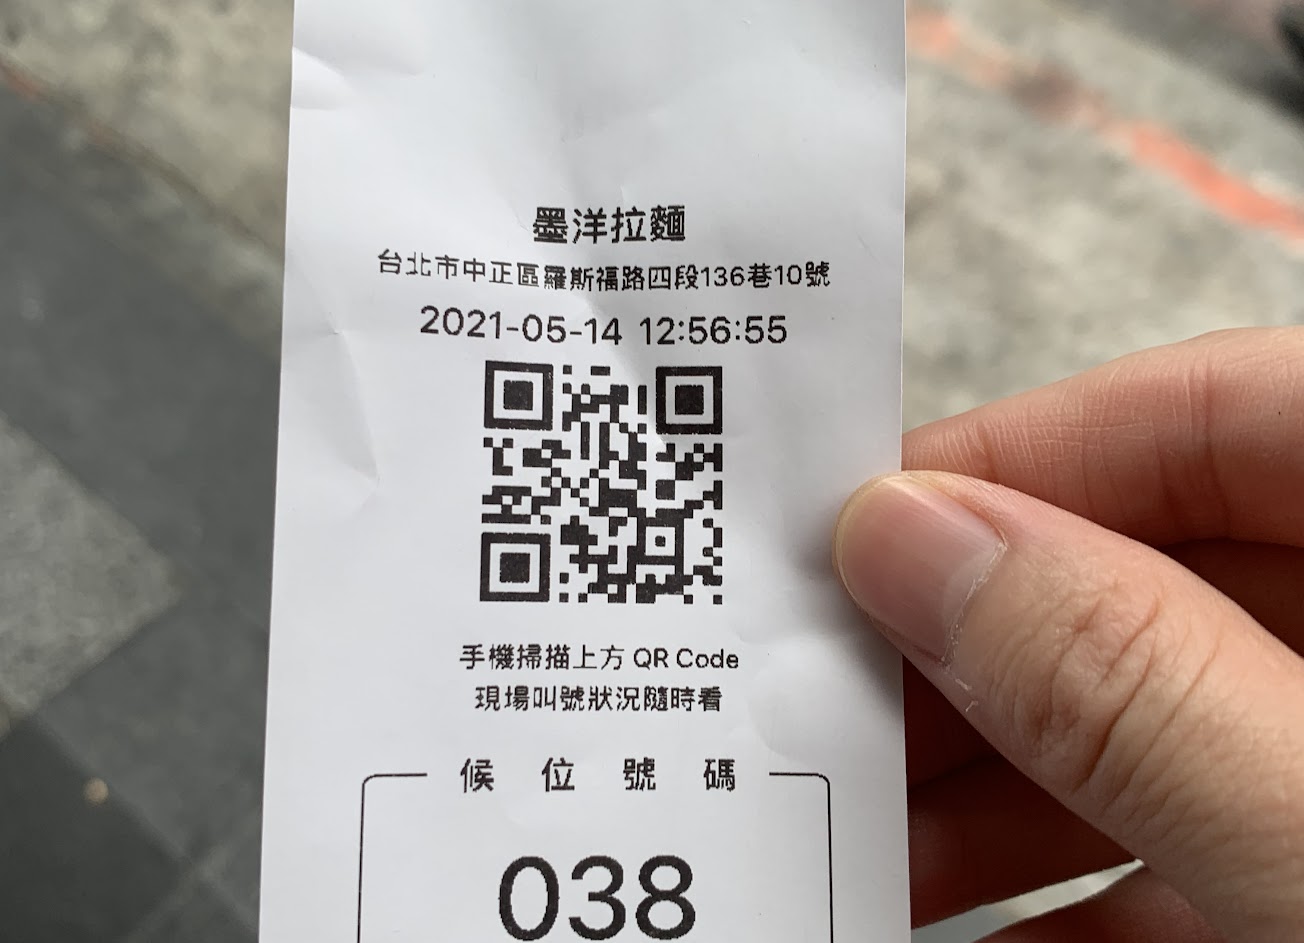 墨洋拉麵
台北市中正區羅斯福路四段136巷10號
2021-05-14 12:56:55
手機掃描上方 QR Code
現場叫號狀況隨時看
候位號碼
038